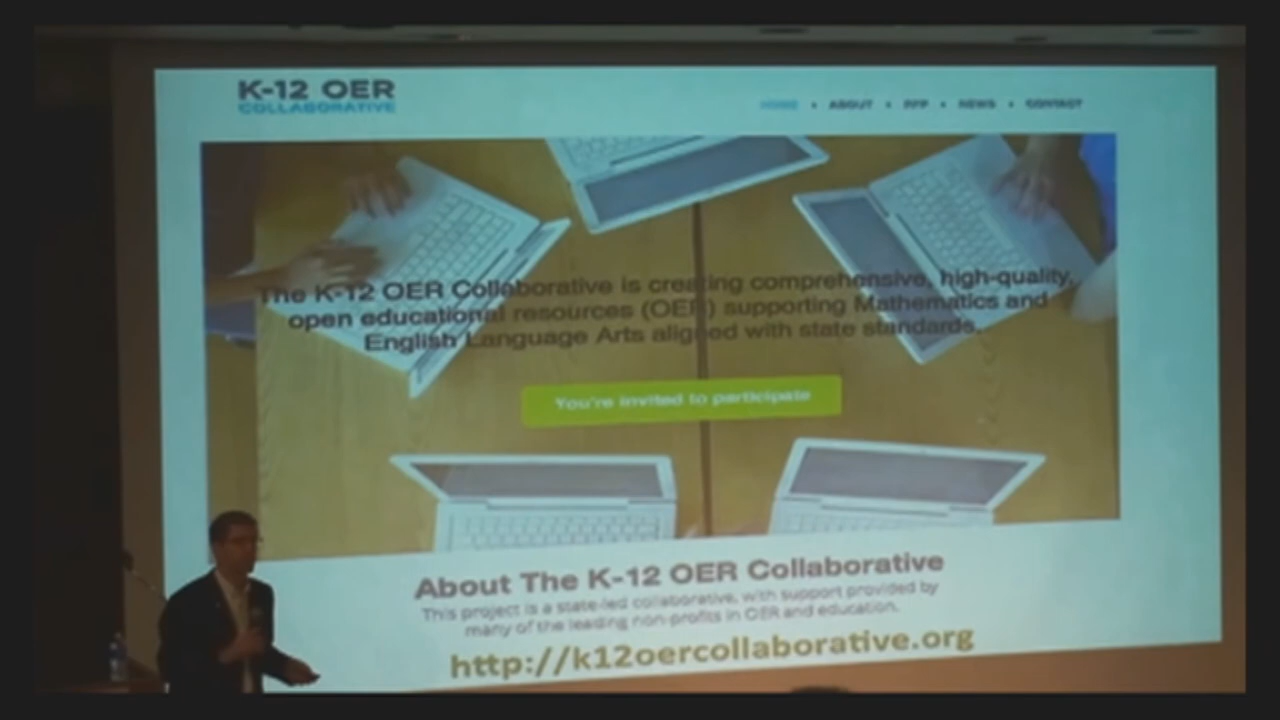 K-12 OER
COLLABORATIVE
HOME • ABOUT • RFP • NEWS • CONTACT
The K-12 OER Collaborative is creating comprehensive, high-quality,
open educational resources (OER) supporting Mathematics and
English Language Arts aligned with state standards.
You're invited to participate
About The K-12 OER Collaborative
This project is a state-led collaborative, with support provided by
many of the leading non-profits in OER and education.
http://k12oercollaborative.org